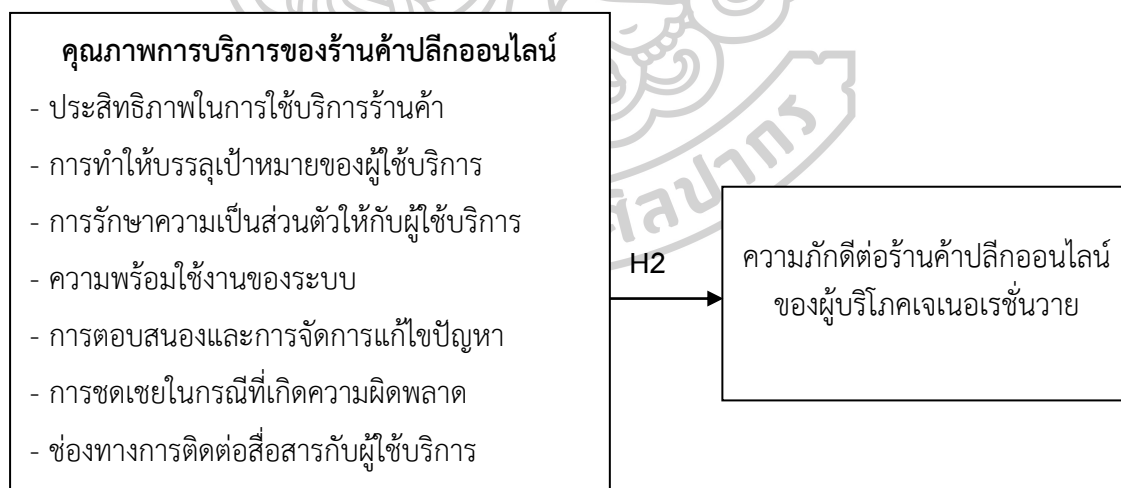 คุณภาพการบริการของร้านค้าปลีกออนไลน์
- ประสิทธิภาพในการใช้บริการร้านค้า
- การทำให้บรรลุเป้าหมายของผู้ใช้บริการ
- การรักษาความเป็นส่วนตัวให้กับผู้ใช้บริการ
- ความพร้อมใช้งานของระบบ
- การตอบสนองและการจัดการแก้ไขปัญหา
- การชดเชยในกรณีที่เกิดความผิดพลาด
- ช่องทางการติดต่อสื่อสารกับผู้ใช้บริการ
H2
ความภักดีต่อร้านค้าปลีกออนไลน์
ของผู้บริโภคเจเนอเรชั่นวาย